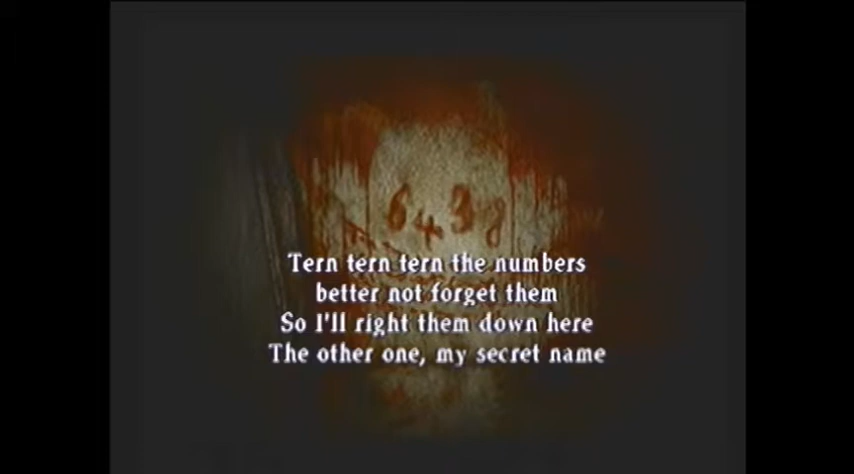 6438
Tern tern tern the numbers
better not forget them
So I'll right them down here
The other one, my secret name